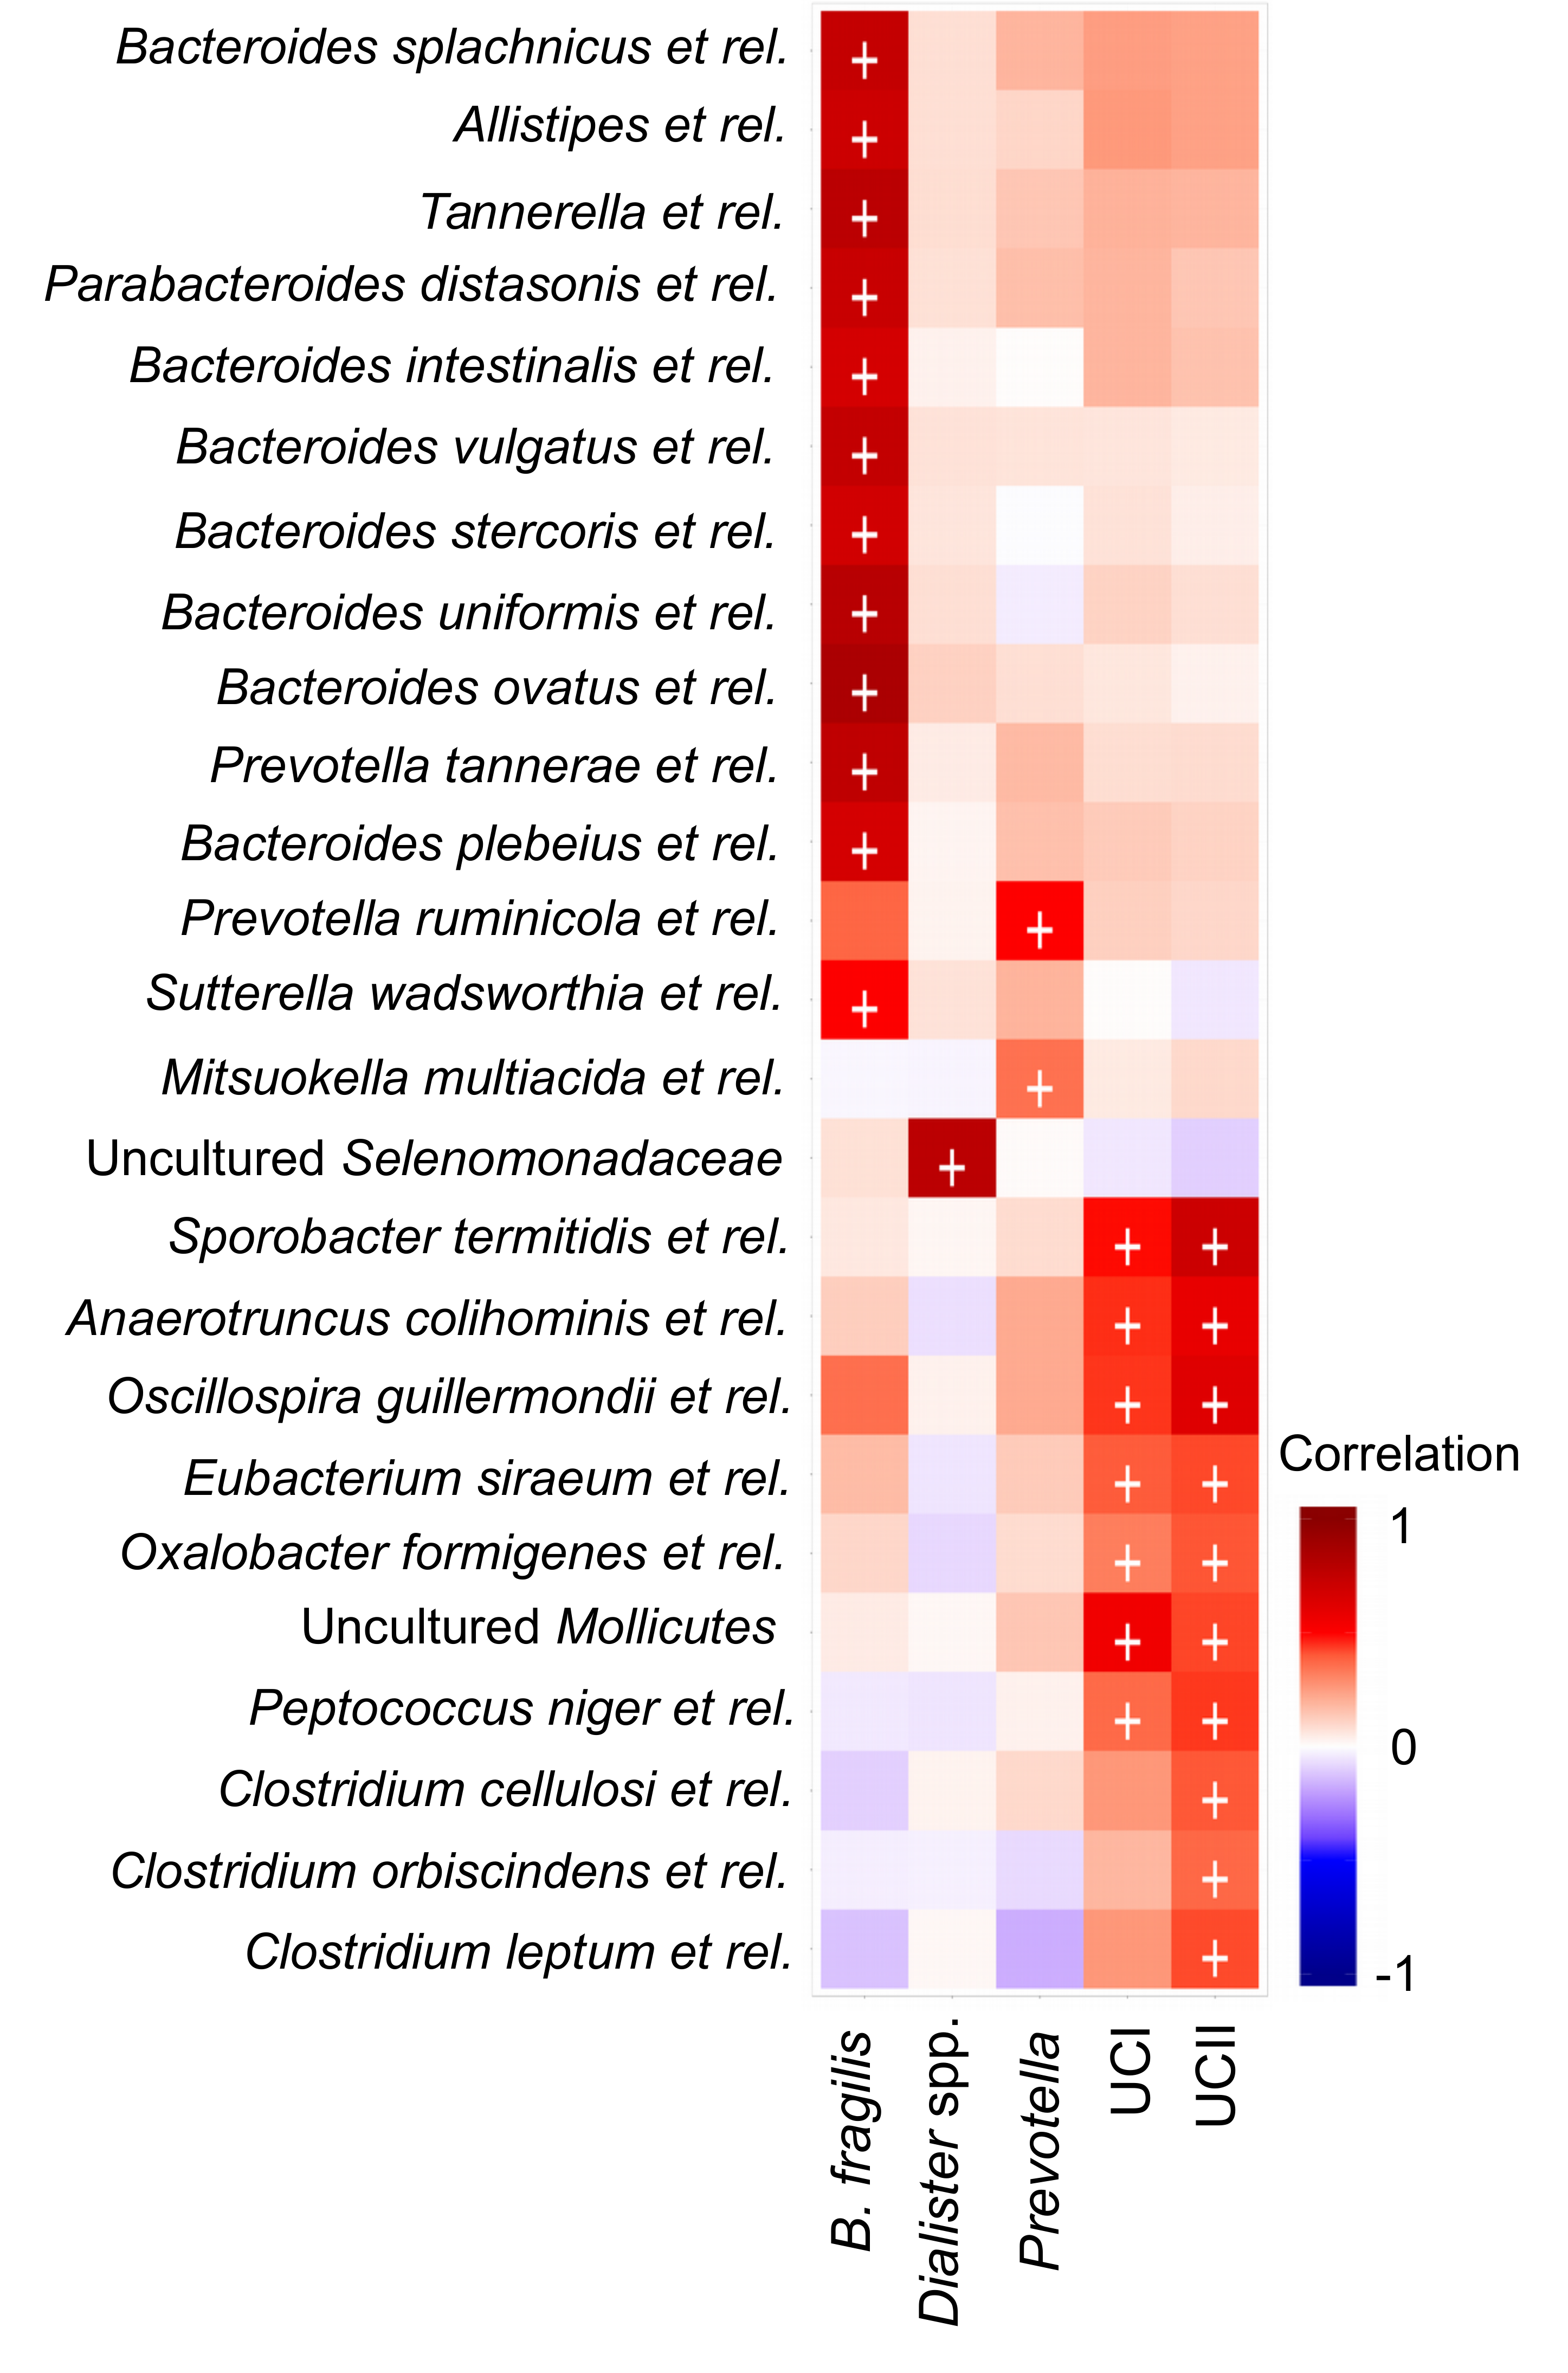 Bacteroides splachnicus et rel.
Allistipes et rel.
Tannerella et rel.
Parabacteroides distasonis et rel.
Bacteroides intestinalis et rel.
Bacteroides vulgatus et rel.
Bacteroides stercoris et rel.
Bacteroides uniformis et rel.
Bacteroides ovatus et rel.
Prevotella tannerae et rel.
Bacteroides plebeius et rel.
Prevotella ruminicola et rel.
Sutterella wadsworthia et rel.
Mitsuokella multiacida et rel.
Uncultured Selenomonadaceae
Sporobacter termitidis et rel.
Anaerotruncus colihominis et rel.
Oscillospira guillermondii et rel.
Eubacterium siraeum et rel.
Oxalobacter formigenes et rel.
Uncultured Mollicutes
Peptococcus niger et rel.
Clostridium cellulosi et rel.
Clostridium orbiscindens et rel.
Clostridium leptum et rel.
Correlation
1
0
-1
B. fragilis
Dialister spp.
Prevotella
UCI
UCII